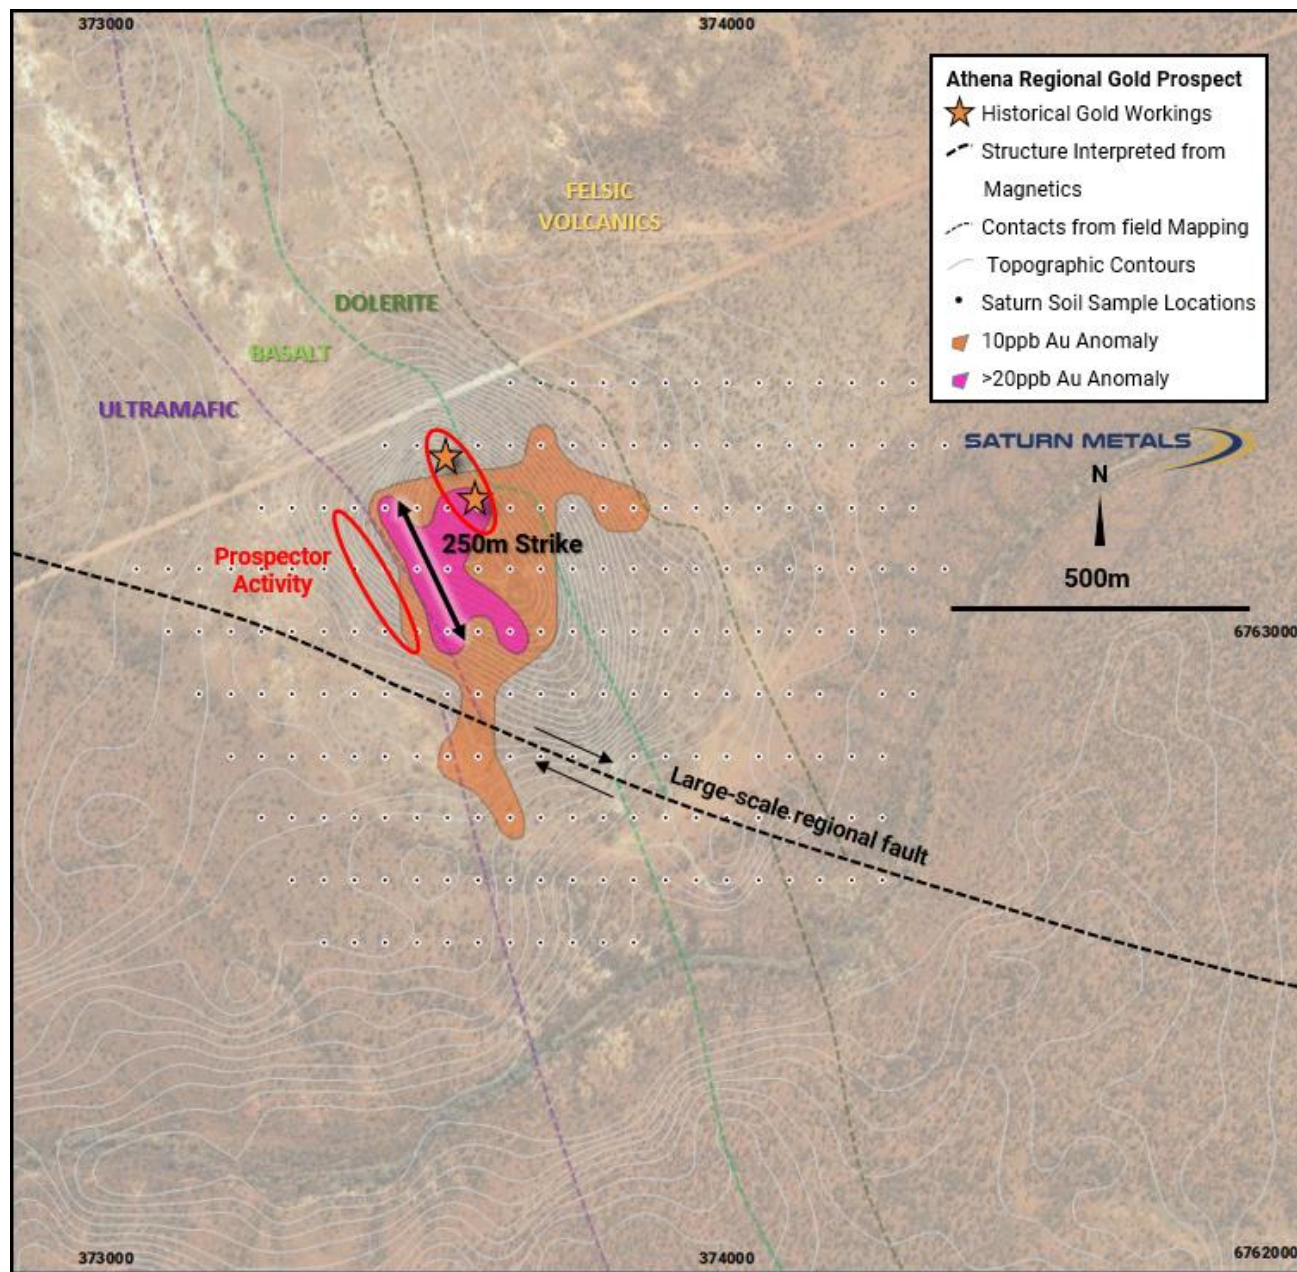 373000
374000
Athena Regional Gold Prospect
Historical Gold Workings
Structure Interpreted from
Magnetics
Contacts from field Mapping
Topographic Contours
Saturn Soil Sample Locations
10ppb Au Anomaly
>20ppb Au Anomaly
FELSIC
VOLCANICS
DOLERITE
BASALT
ULTRAMAFIC
SATURN METALS
N
500m
250m Strike
Prospector
Activity
6763000
Large-scale regional fault
373000
374000
6762000